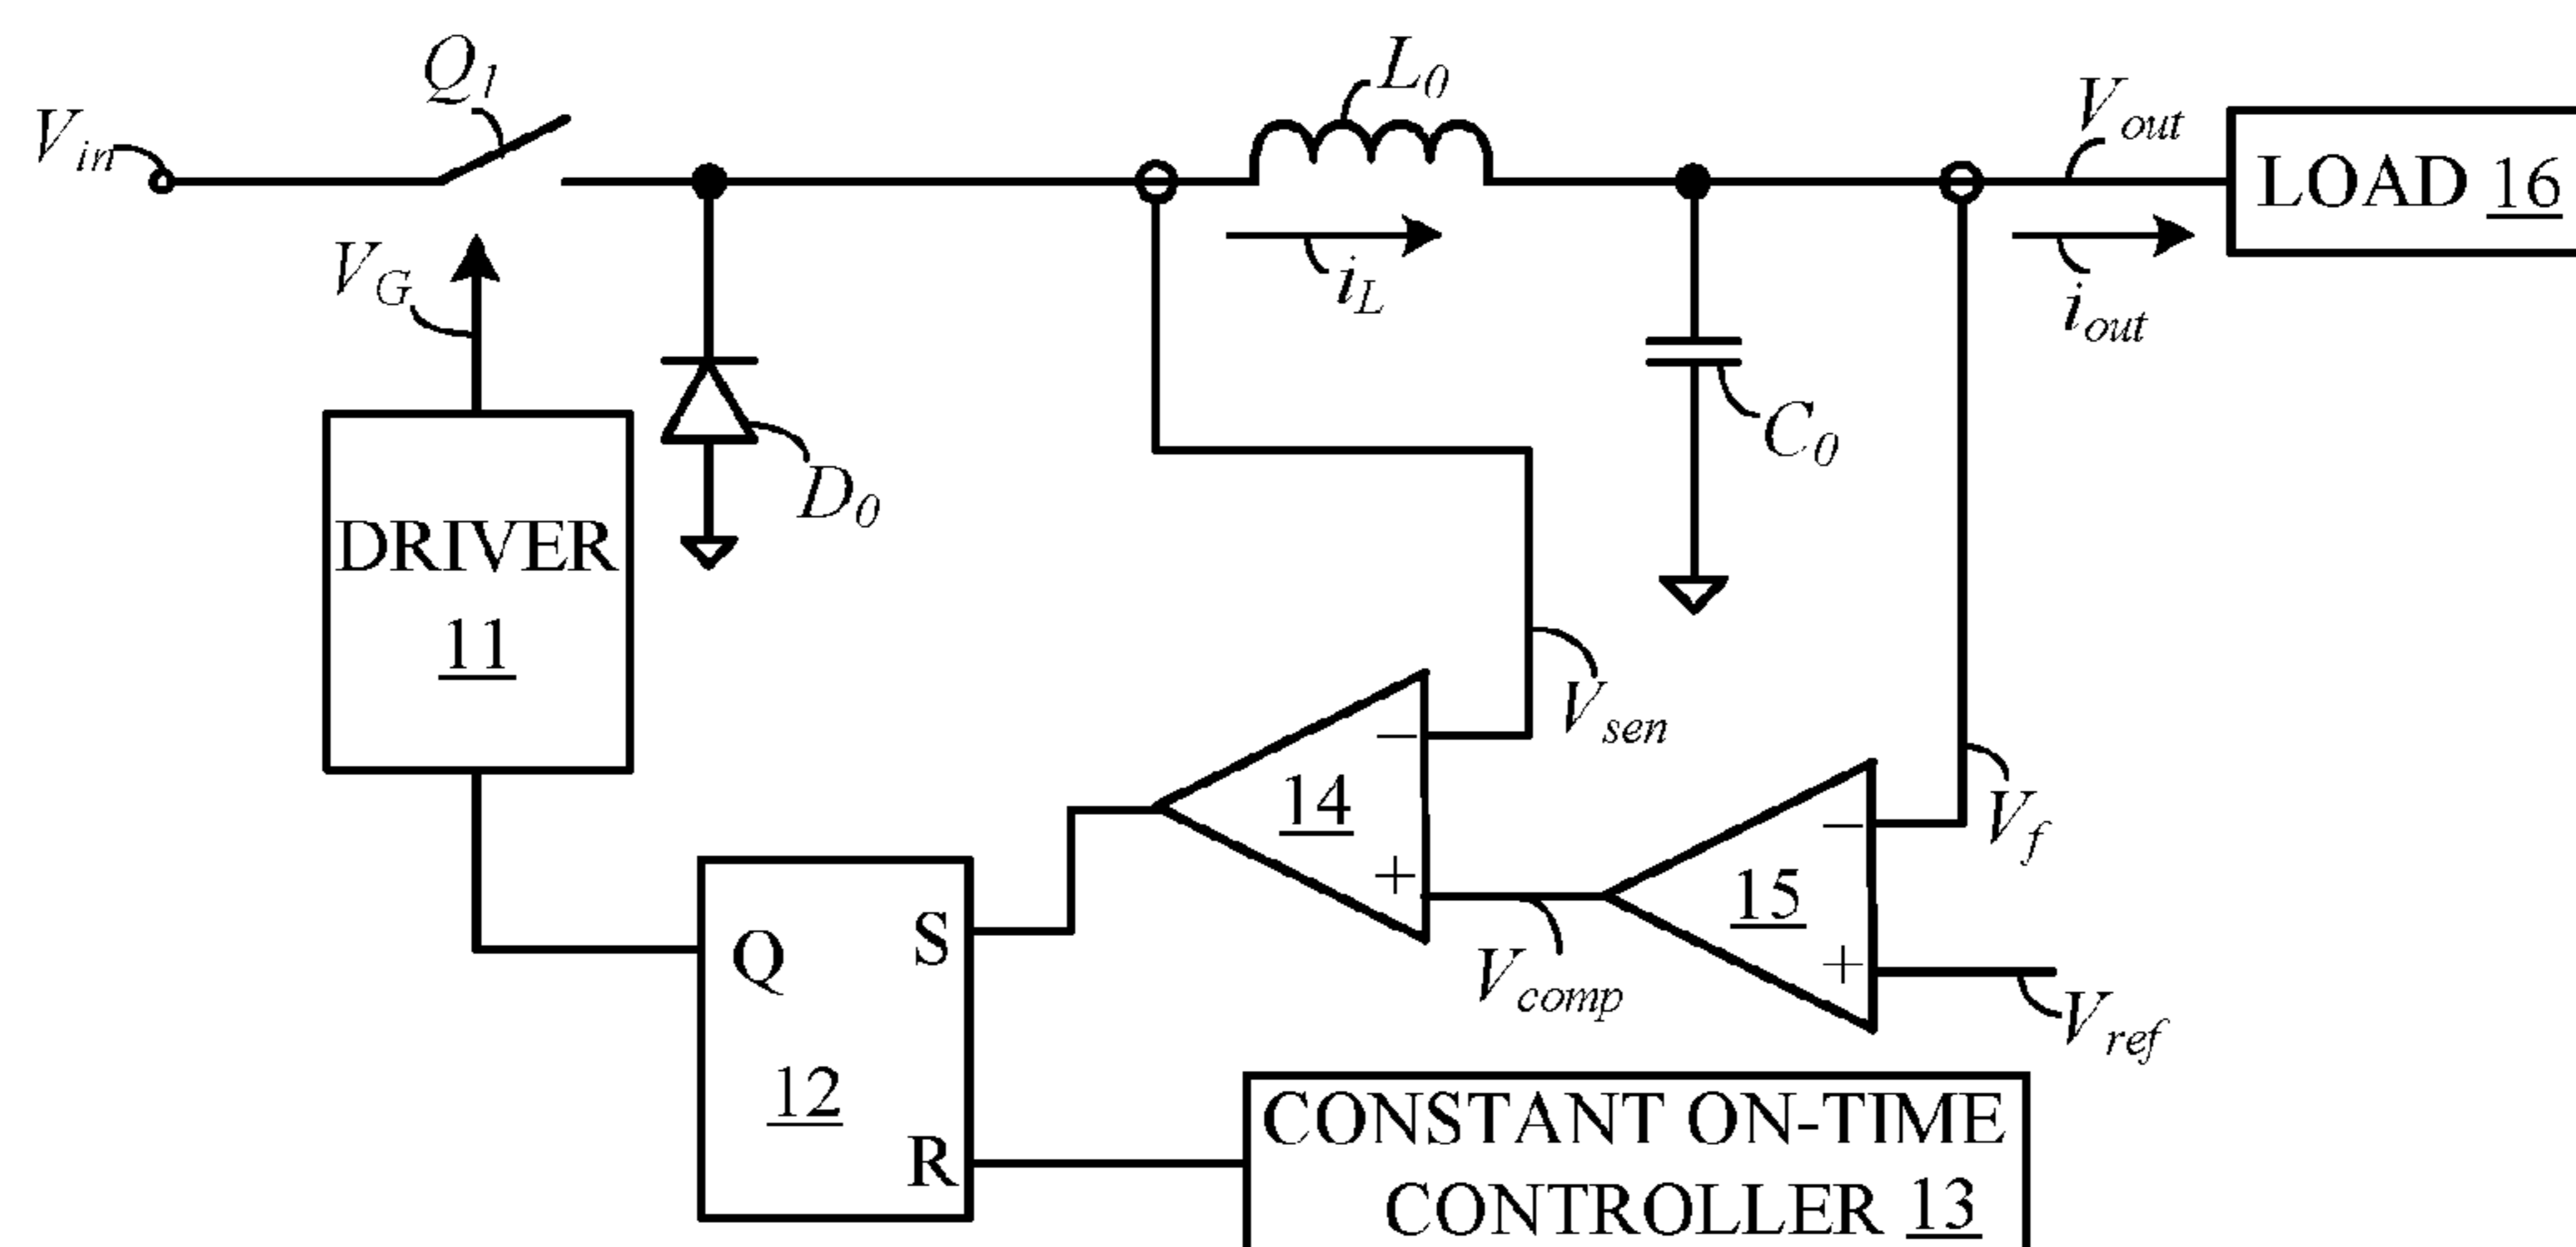 Q1
L0
Vin
Vout
LOAD 16
VG
iL
iout
C0
D0
DRIVER
11
Vsen
14
Vf
15
Vcomp
Vref
Q
S
12
R
CONSTANT ON-TIME
CONTROLLER 13